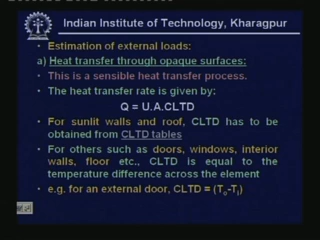 Indian Institute of Technology, Kharagpur
• Estimation of external loads:
a) Heat transfer through opaque surfaces:
• This is a sensible heat transfer process.
• The heat transfer rate is given by:
Q = U.A.CLTD
• For sunlit walls and roof, CLTD has to be
obtained from CLTD tables
• For others such as doors, windows, interior
walls, floor etc., CLTD is equal to the
temperature difference across the element
• e.g. for an external door, CLTD = (To-Ti)